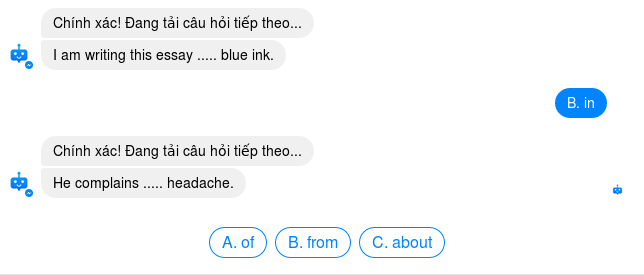 Chính xác! Đang tải câu hỏi tiếp theo...
I am writing this essay ..... blue ink.
B. in
Chính xác! Đang tải câu hỏi tiếp theo...
He complains ..... headache.
A. of
B. from
C. about